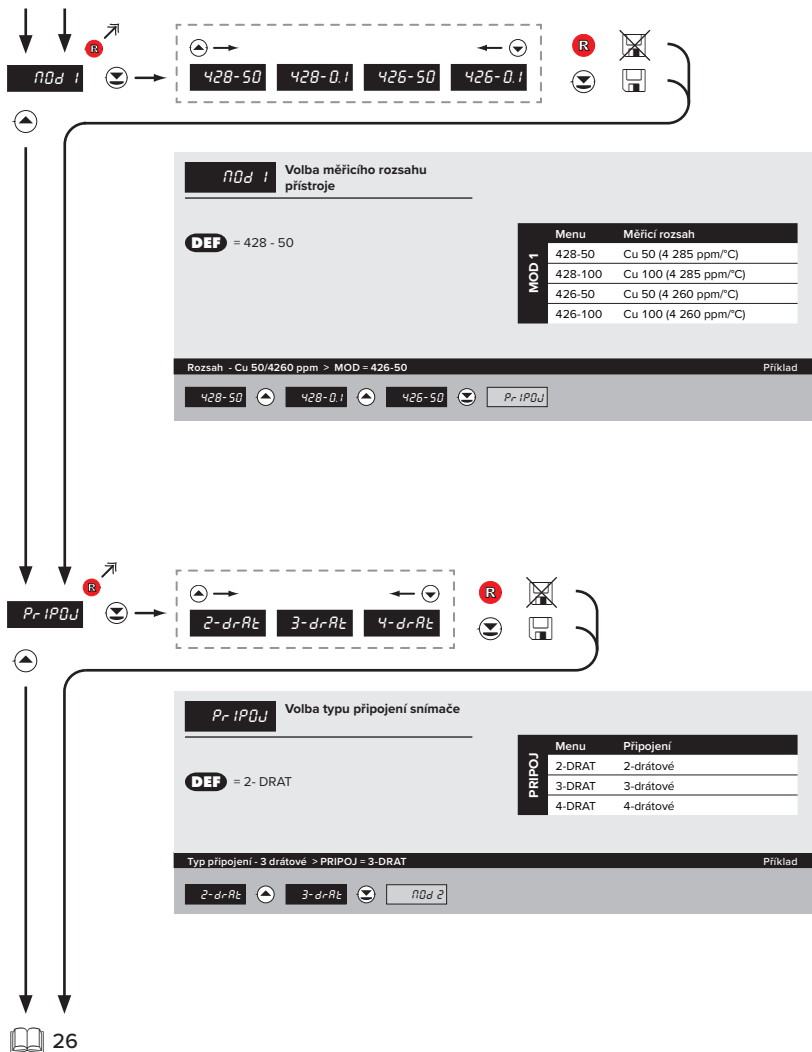 R
MOd 1
428-50 428-0.1 426-50 426-0.1
R
MOd 1
Volba měřicího rozsahu
přístroje
DEF = 428 - 50
MOD 1
Menu Měřicí rozsah
428-50 Cu 50 (4 285 ppm/°C)
428-100 Cu 100 (4 285 ppm/°C)
426-50 Cu 50 (4 260 ppm/°C)
426-100 Cu 100 (4 260 ppm/°C)
Rozsah - Cu 50/4260 ppm > MOD = 426-50 Příklad
428-50 428-0.1 426-50 PrIPOJ
R
PrIPOJ
2-drAt 3-drAt 4-drAt
R
PrIPOJ
Volba typu připojení snímače
DEF = 2- DRAT
PRIPOJ
Menu Připojení
2-DRAT 2-drátové
3-DRAT 3-drátové
4-DRAT 4-drátové
Typ připojení - 3 drátové > PRIPOJ = 3-DRAT Příklad
2-drAt 3-drAt MOd 2
26